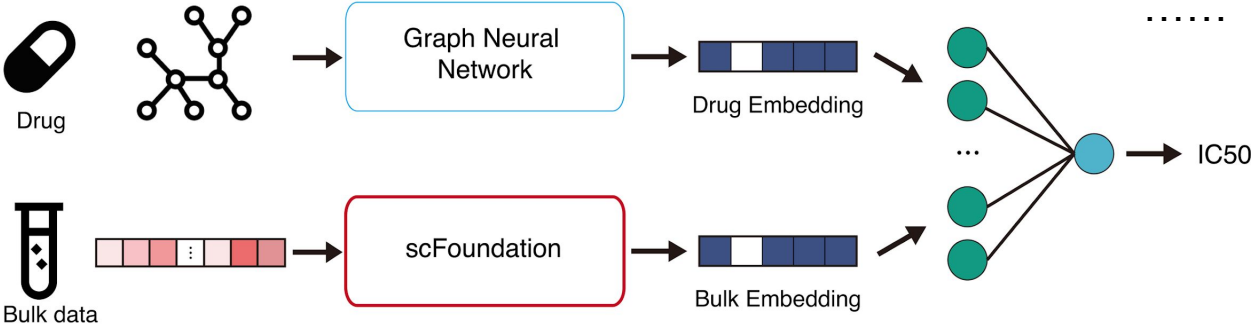 ......
Graph Neural
Network
Drug
Drug Embedding
...
IC50
...
scFoundation
Bulk data
Bulk Embedding